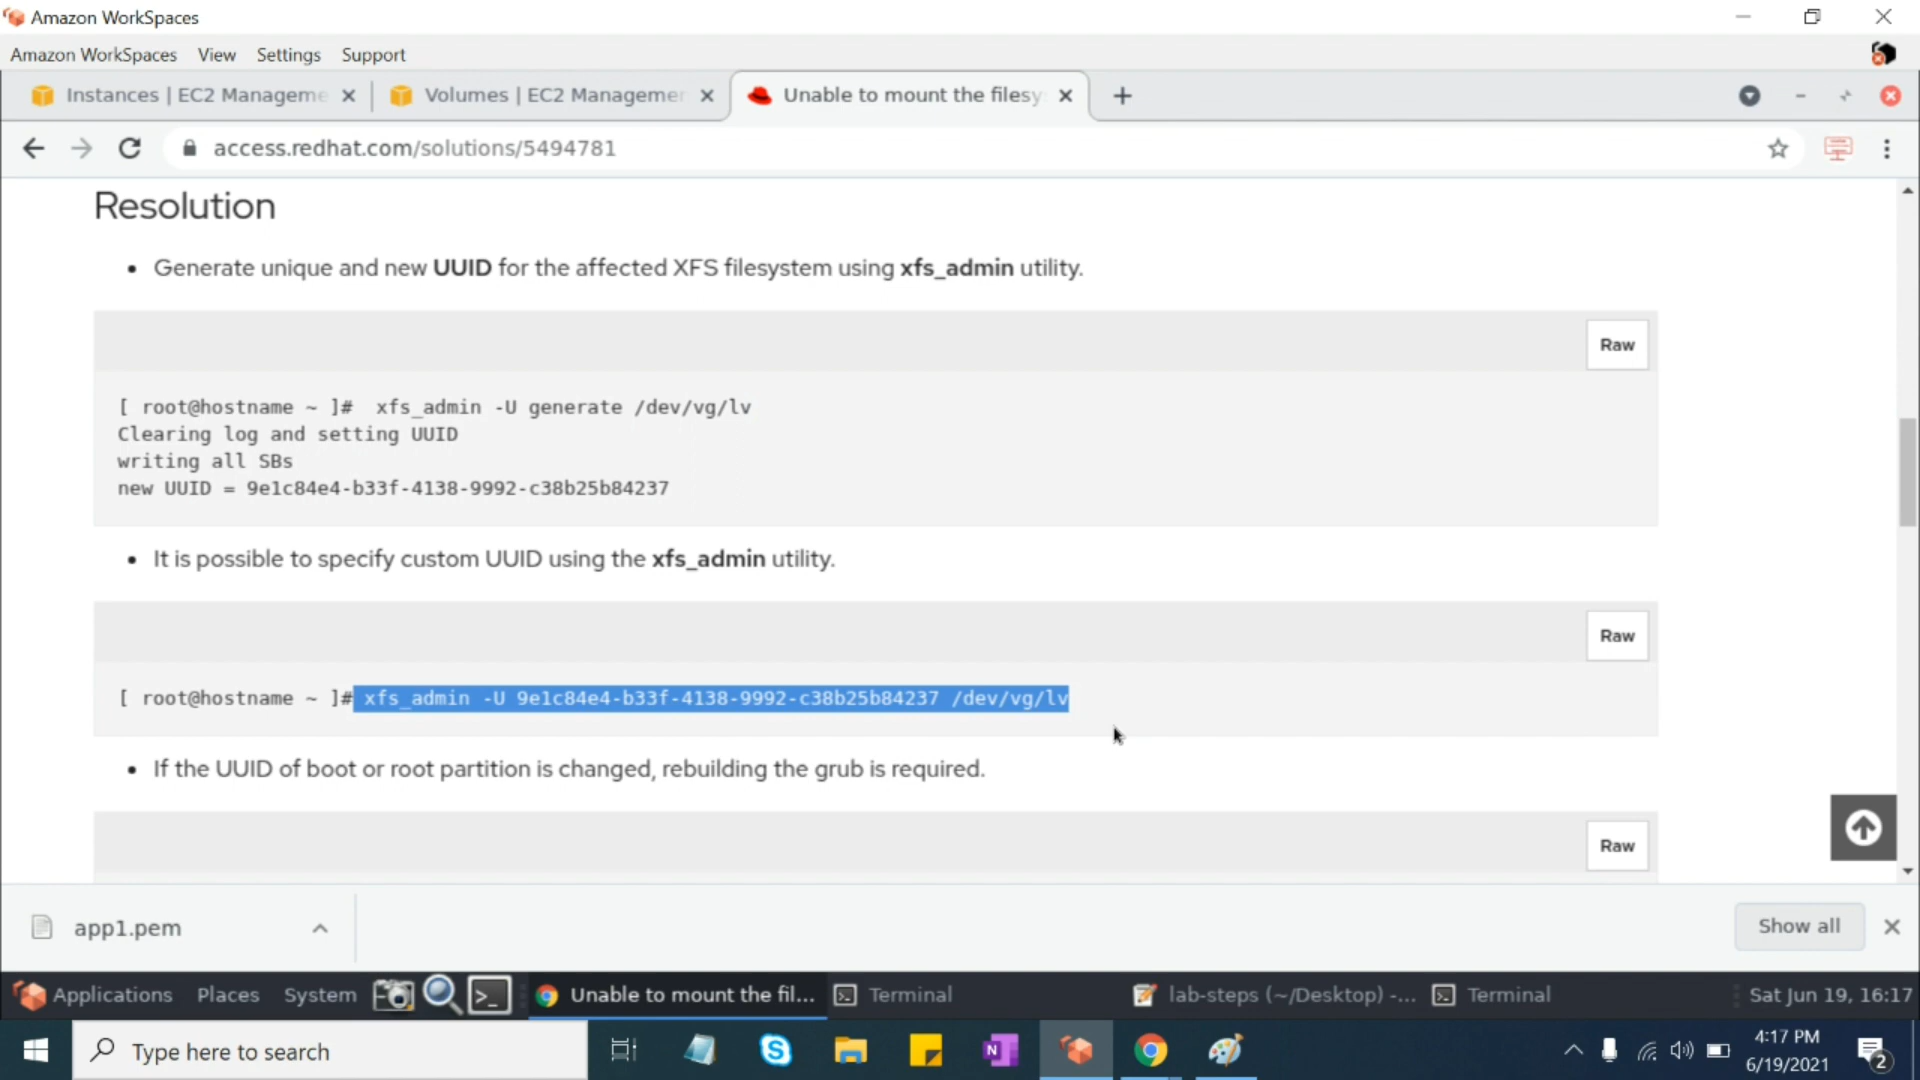 Amazon WorkSpaces
Amazon WorkSpaces View Settings Support
Instances | EC2 Manageme
Volumes | EC2 Managemen
Unable to mount the filesy
access.redhat.com/solutions/5494781
Resolution
• Generate unique and new UUID for the affected XFS filesystem using xfs_admin utility.
Raw
[ root@hostname ~ ]#  xfs_admin -U generate /dev/vg/lv
Clearing log and setting UUID
writing all SBs
new UUID = 9e1c84e4-b33f-4138-9992-c38b25b84237
• It is possible to specify custom UUID using the xfs_admin utility.
Raw
[ root@hostname ~ ]# xfs_admin -U 9e1c84e4-b33f-4138-9992-c38b25b84237 /dev/vg/lv
• If the UUID of boot or root partition is changed, rebuilding the grub is required.
Raw
app1.pem
Show all
Applications Places System
Unable to mount the fil...
Terminal
lab-steps (~/Desktop) -...
Terminal
Sat Jun 19, 16:17
Type here to search
N
4:17 PM
6/19/2021
2